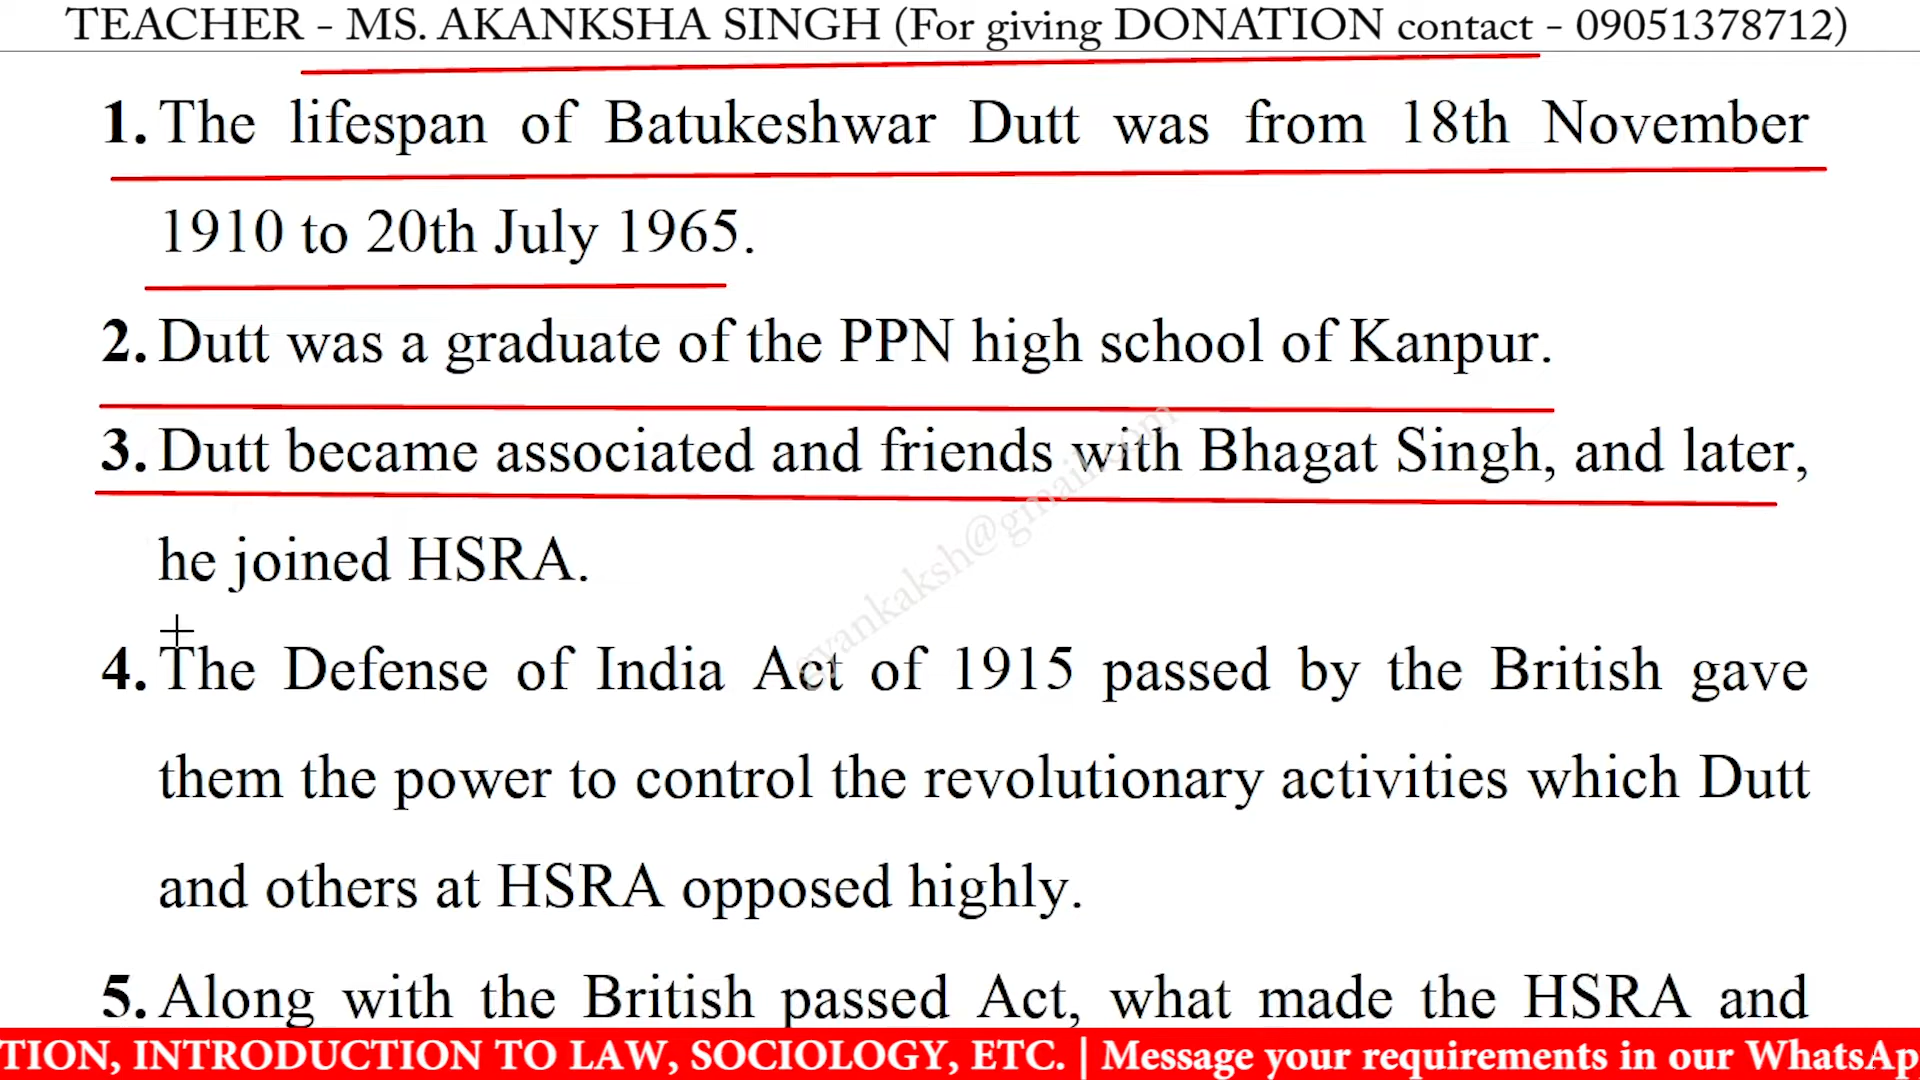 TEACHER - MS. AKANKSHA SINGH (For giving DONATION contact - 09051378712)
1. The lifespan of Batukeshwar Dutt was from 18th November
1910 to 20th July 1965.
2. Dutt was a graduate of the PPN high school of Kanpur.
3. Dutt became associated and friends with Bhagat Singh, and later,
he joined HSRA.
4. The Defense of India Act of 1915 passed by the British gave
them the power to control the revolutionary activities which Dutt
and others at HSRA opposed highly.
5. Along with the British passed Act, what made the HSRA and
TION, INTRODUCTION TO LAW, SOCIOLOGY, ETC. | Message your requirements in our WhatsAp
gyankaksh@gmail.com